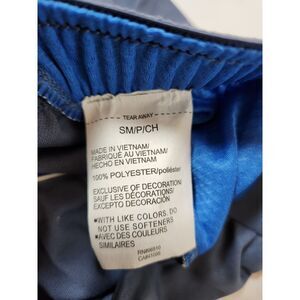 TEAR AWAY
SM/P/CH
MADE IN VIETNAM/
FABRIQUÉ AU VIETNAM/
HECHO EN VIETNAM
100% POLYESTER/poliéster
EXCLUSIVE OF DECORATION
SAUF LES DÉCORATIONS/
EXCEPTO DECORACIÓN
•WITH LIKE COLORS. DO
NOT USE SOFTENERS
•AVEC DES COULEURS
SIMILAIRES